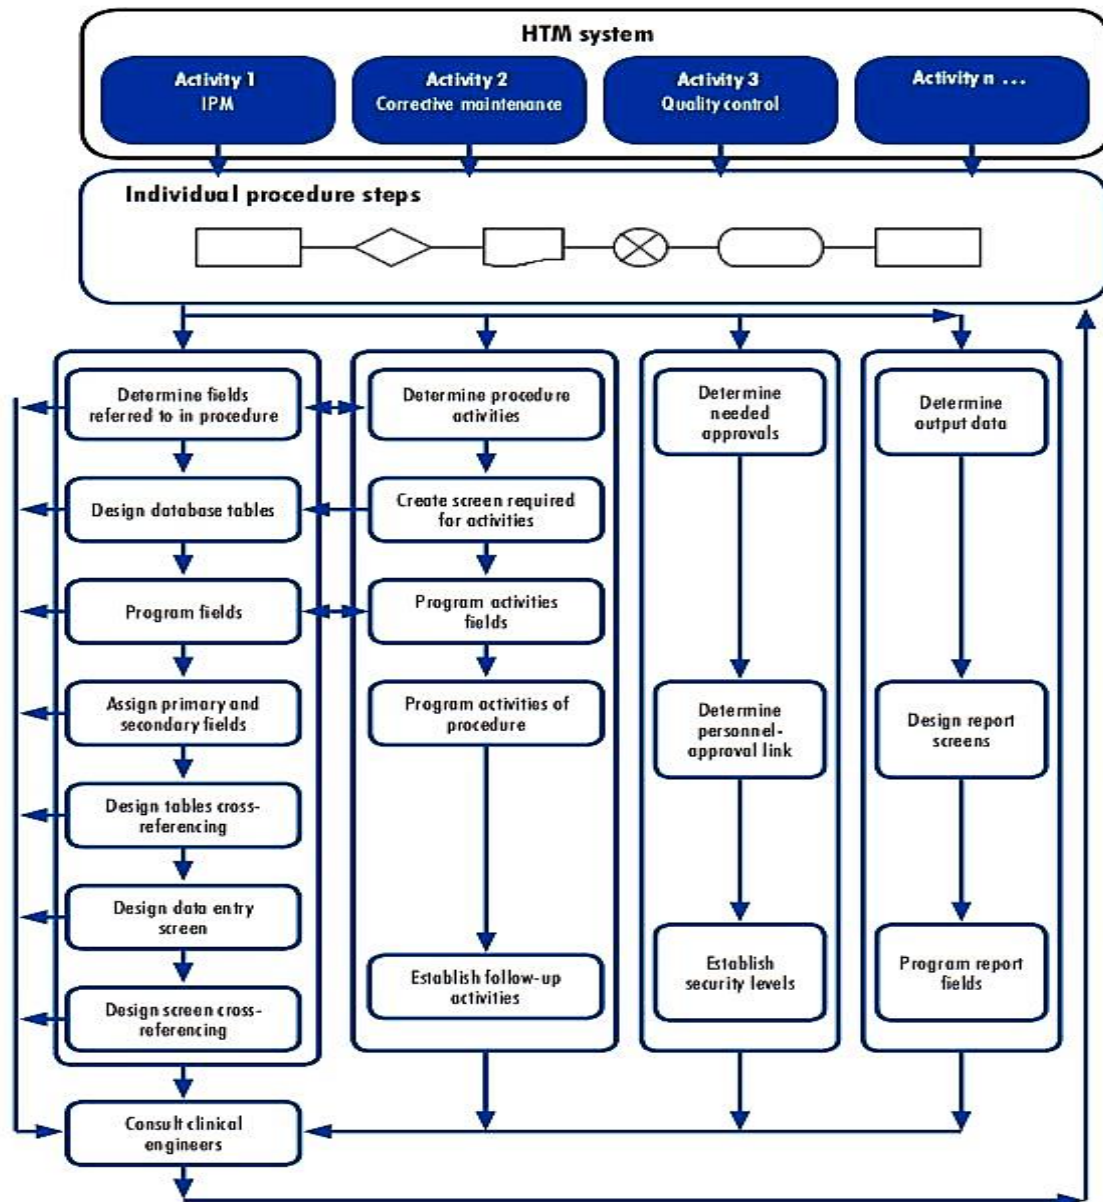 HTM system
Activity 1
IPM
Activity 2
Corrective maintenance
Activity 3
Quality control
Activity n ...
Individual procedure steps
Determine fields
referred to in procedure
Design database tables
Program fields
Assign primary and
secondary fields
Design tables cross-
referencing
Design data entry
screen
Design screen cross-
referencing
Determine procedure
activities
Create screen required
for activities
Program activities
fields
Program activities of
procedure
Establish follow-up
activities
Determine
needed
approvals
Determine
personnel-
approval link
Establish
security levels
Determine
output data
Design report
screens
Program report
fields
Consult clinical
engineers